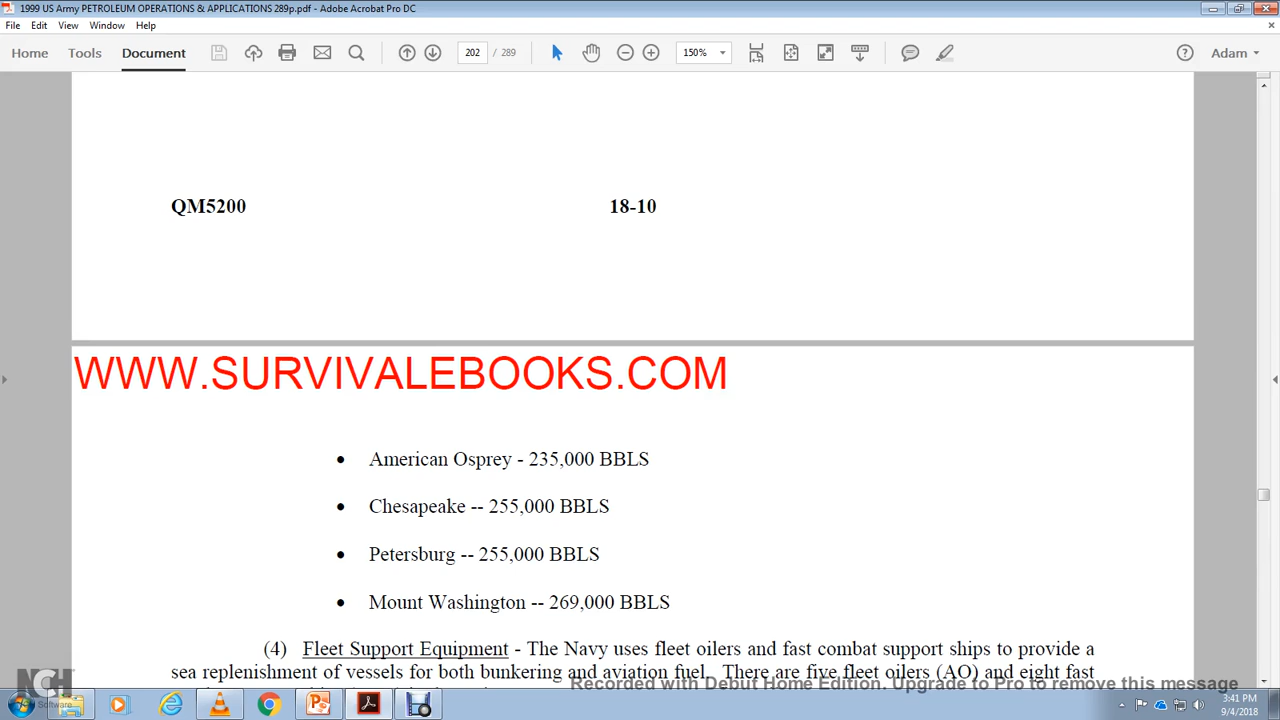 1999 US Army PETROLEUM OPERATIONS & APPLICATIONS 289p.pdf - Adobe Acrobat Pro DC
File Edit View Window Help
Home Tools Document 202 / 289 150% Adam
QM5200 18-10
WWW.SURVIVALEBOOKS.COM
• American Osprey - 235,000 BBLS
• Chesapeake -- 255,000 BBLS
• Petersburg -- 255,000 BBLS
• Mount Washington -- 269,000 BBLS
(4) Fleet Support Equipment - The Navy uses fleet oilers and fast combat support ships to provide a
sea replenishment of vessels for both bunkering and aviation fuel. There are five fleet oilers (AO) and eight fast
Recorded with Debut Home Edition. Upgrade to Pro to remove this message
NCH
Software
3:41 PM
9/4/2018